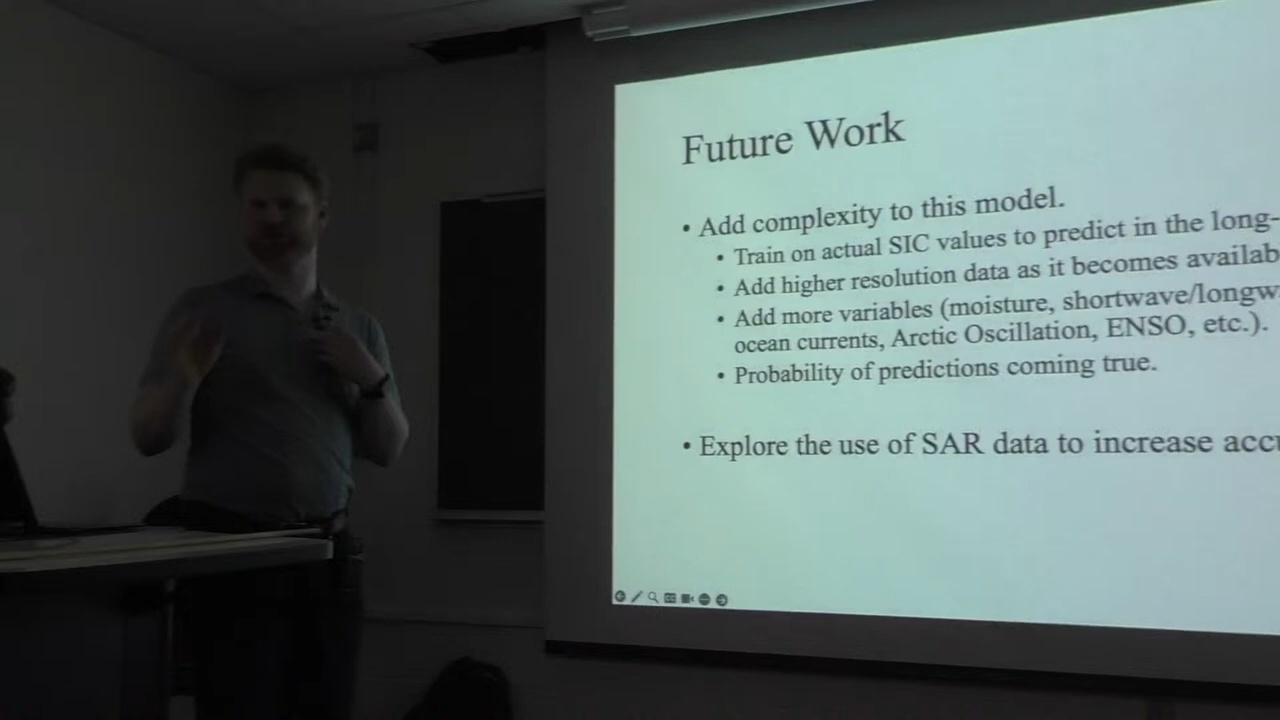 Future Work
• Add complexity to this model.
• Train on actual SIC values to predict in the long-
• Add higher resolution data as it becomes availab
• Add more variables (moisture, shortwave/longw
ocean currents, Arctic Oscillation, ENSO, etc.).
• Probability of predictions coming true.
• Explore the use of SAR data to increase accu